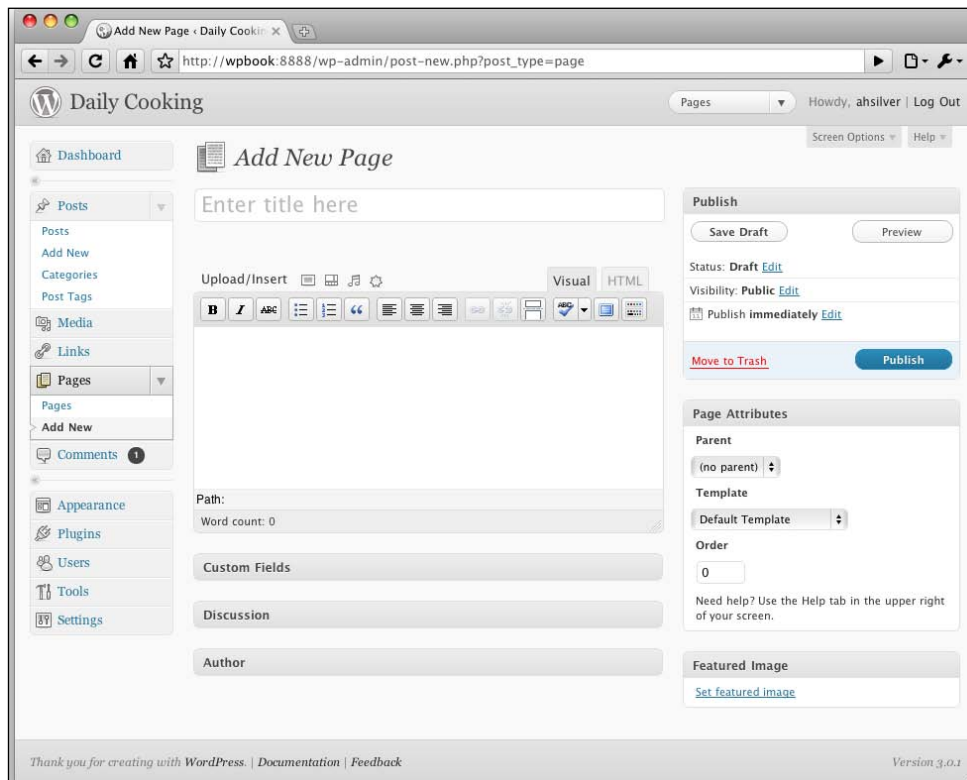 Add New Page ‹ Daily Cookin
http://wpbook:8888/wp-admin/post-new.php?post_type=page
Daily Cooking
Pages
Howdy, ahsilver | Log Out
Screen Options
Help
Dashboard
Posts
Posts
Add New
Categories
Post Tags
Media
Links
Pages
Pages
Add New
Comments 1
Appearance
Plugins
Users
Tools
Settings
Add New Page
Enter title here
Upload/Insert
Visual
HTML
B I ABC
ABC
Path:
Word count: 0
Custom Fields
Discussion
Author
Publish
Save Draft
Preview
Status: Draft Edit
Visibility: Public Edit
Publish immediately Edit
Move to Trash
Publish
Page Attributes
Parent
(no parent)
Template
Default Template
Order
0
Need help? Use the Help tab in the upper right
of your screen.
Featured Image
Set featured image
Thank you for creating with WordPress. | Documentation | Feedback
Version 3.0.1